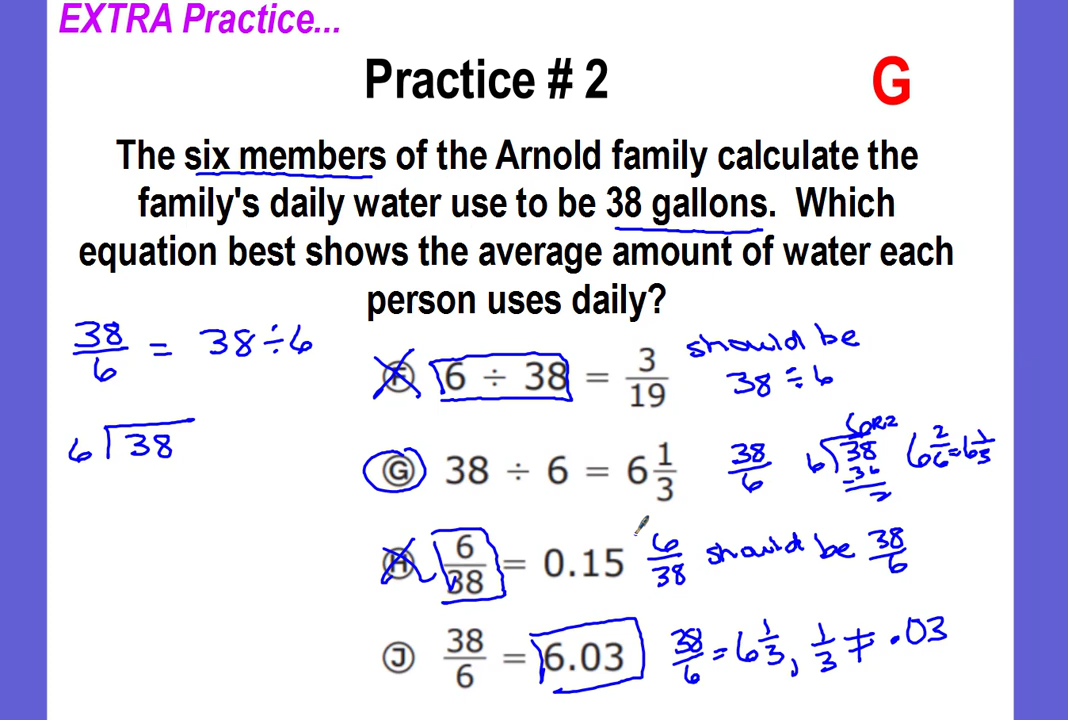 EXTRA Practice...
Practice # 2
G
The six members of the Arnold family calculate the
family's daily water use to be 38 gallons. Which
equation best shows the average amount of water each
person uses daily?
38/6 = 38 ÷ 6
6 ⟌ 38
F 6 ÷ 38 = 3/19
should be
38 ÷ 6
G 38 ÷ 6 = 6 1/3
38/6
6R2
6 ⟌ 38
-36
2
6 2/6 = 6 1/3
H 6/38 = 0.15
6/38 should be 38/6
J 38/6 = 6.03
38/6 = 6 1/3, 1/3 ≠ .03